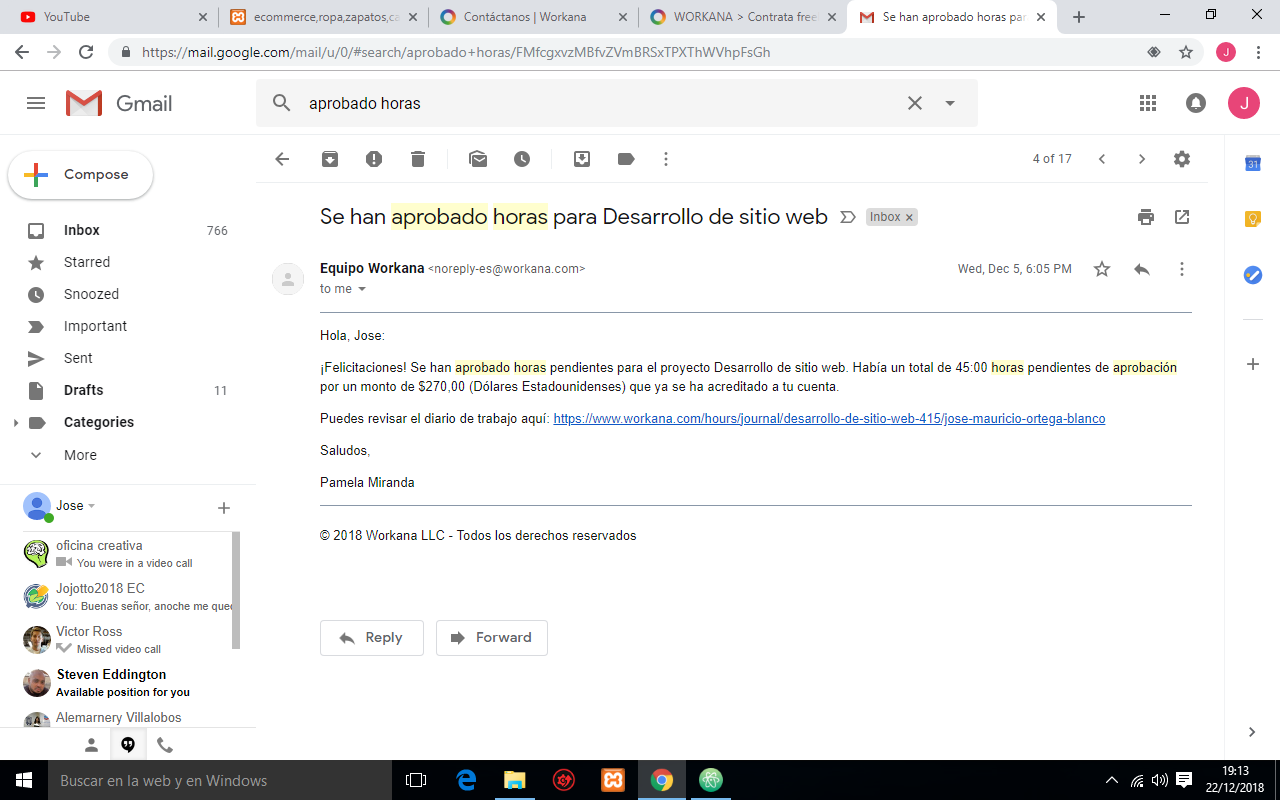 YouTube
ecommerce,ropa,zapatos,ca
Contáctanos | Workana
WORKANA > Contrata free
Se han aprobado horas par
https://mail.google.com/mail/u/0/#search/aprobado+horas/FMfcgxvzMBfvZVmBRSxTPXThWVhpFsGh
J
Gmail
aprobado horas
J
Compose
4 of 17
31
Inbox 766
Starred
Snoozed
Important
Sent
Drafts 11
Categories
More
Se han aprobado horas para Desarrollo de sitio web
Inbox x
Equipo Workana <noreply-es@workana.com>
Wed, Dec 5, 6:05 PM
to me
Hola, Jose:
¡Felicitaciones! Se han aprobado horas pendientes para el proyecto Desarrollo de sitio web. Había un total de 45:00 horas pendientes de aprobación
por un monto de $270,00 (Dólares Estadounidenses) que ya se ha acreditado a tu cuenta.
Puedes revisar el diario de trabajo aquí: https://www.workana.com/hours/journal/desarrollo-de-sitio-web-415/jose-mauricio-ortega-blanco
Saludos,
Pamela Miranda
© 2018 Workana LLC - Todos los derechos reservados
Reply
Forward
Jose
oficina creativa
You were in a video call
Jojotto2018 EC
You: Buenas señor, anoche me qued
Victor Ross
Missed video call
Steven Eddington
Available position for you
Alemarnery Villalobos
Buscar en la web y en Windows
19:13
22/12/2018